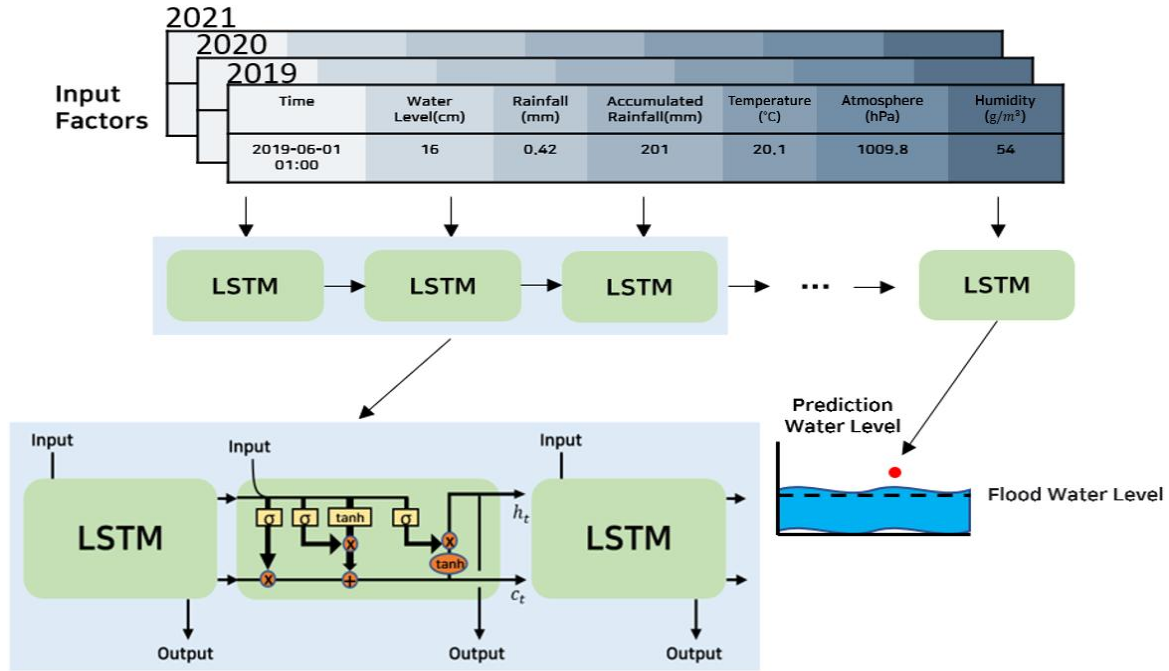 2021
2020
2019
Input
Factors
Time
Water
Level(cm)
Rainfall
(mm)
Accumulated
Rainfall(mm)
Temperature
(℃)
Atmosphere
(hPa)
Humidity
(g/m³)
2019-06-01
01:00
16
0.42
201
20.1
1009.8
54
LSTM
LSTM
LSTM
...
LSTM
Prediction
Water Level
Flood Water Level
Input
Input
Input
LSTM
σ
σ
tanh
σ
x
x
tanh
x
+
h_t
c_t
LSTM
Output
Output
Output